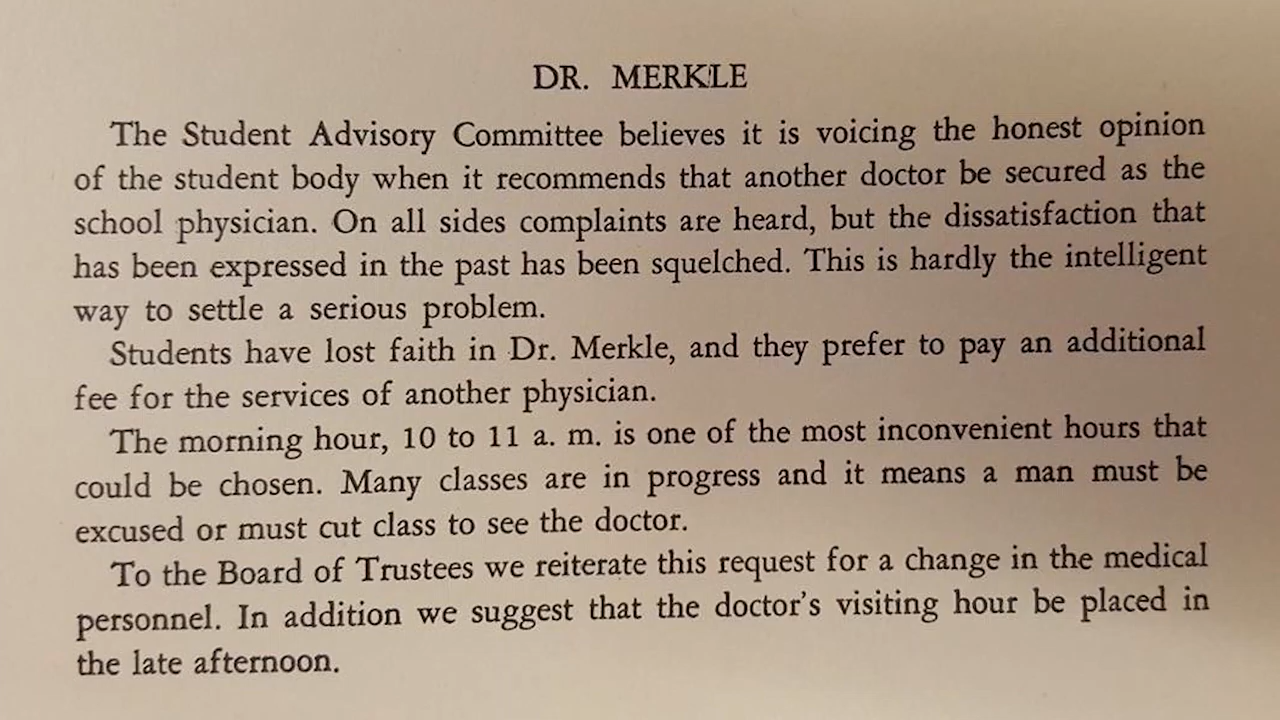 DR. MERKLE
The Student Advisory Committee believes it is voicing the honest opinion
of the student body when it recommends that another doctor be secured as the
school physician. On all sides complaints are heard, but the dissatisfaction that
has been expressed in the past has been squelched. This is hardly the intelligent
way to settle a serious problem.
Students have lost faith in Dr. Merkle, and they prefer to pay an additional
fee for the services of another physician.
The morning hour, 10 to 11 a. m. is one of the most inconvenient hours that
could be chosen. Many classes are in progress and it means a man must be
excused or must cut class to see the doctor.
To the Board of Trustees we reiterate this request for a change in the medical
personnel. In addition we suggest that the doctor's visiting hour be placed in
the late afternoon.